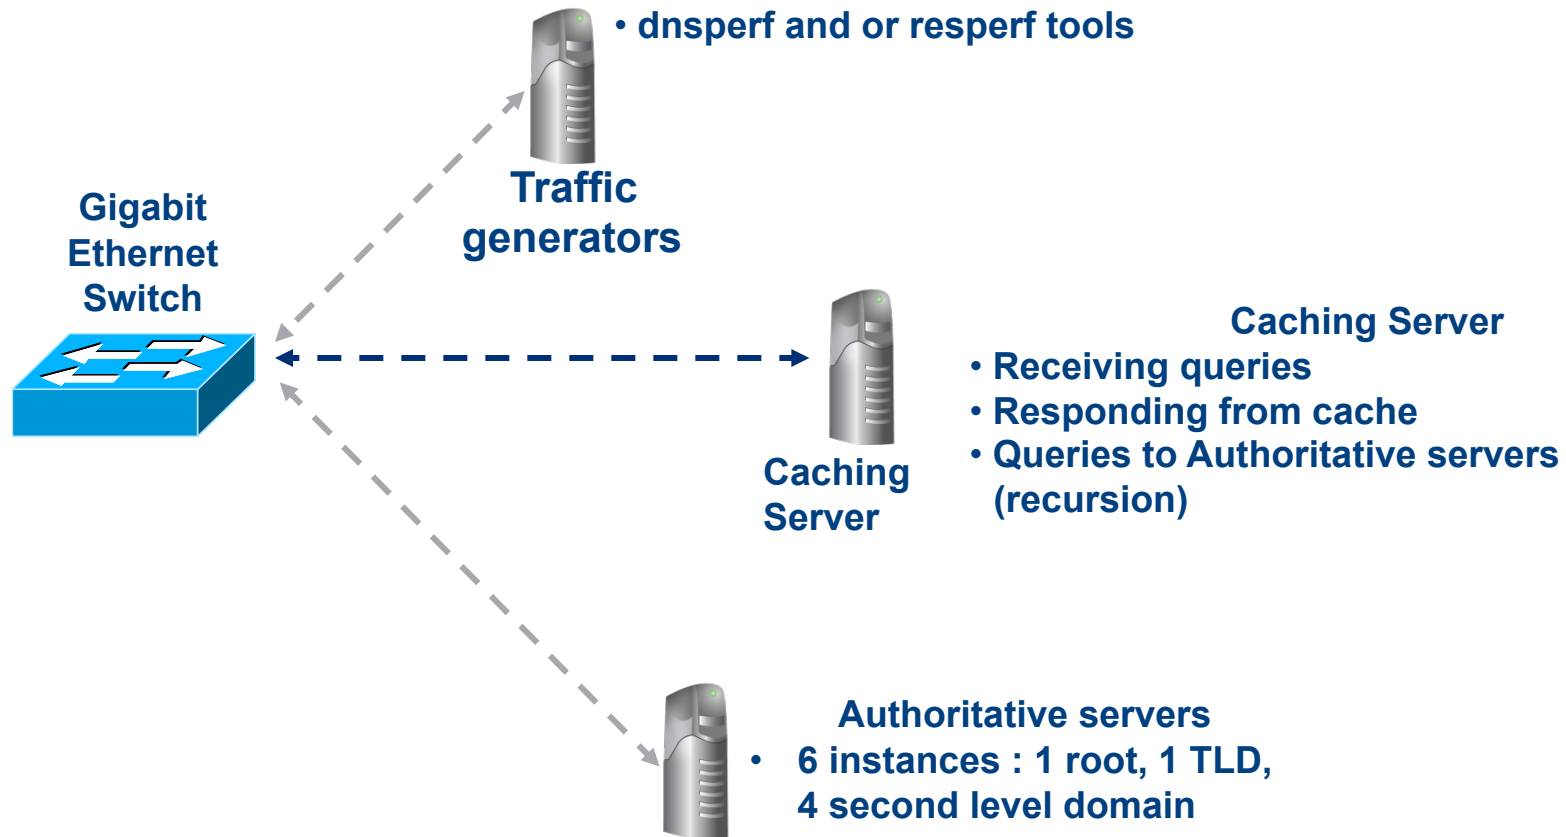 • dnsperf and or resperf tools
Traffic
generators
Gigabit
Ethernet
Switch
Caching Server
• Receiving queries
• Responding from cache
• Queries to Authoritative servers
(recursion)
Caching
Server
Authoritative servers
• 6 instances : 1 root, 1 TLD,
4 second level domain